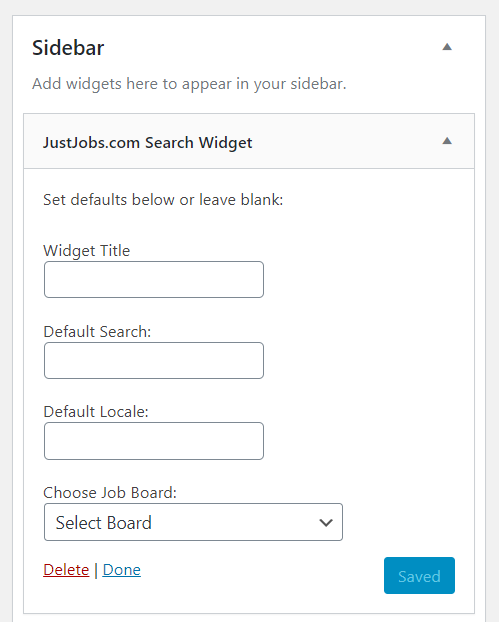 Sidebar
Add widgets here to appear in your sidebar.
JustJobs.com Search Widget
Set defaults below or leave blank:
Widget Title
Default Search:
Default Locale:
Choose Job Board:
Select Board
Delete | Done
Saved